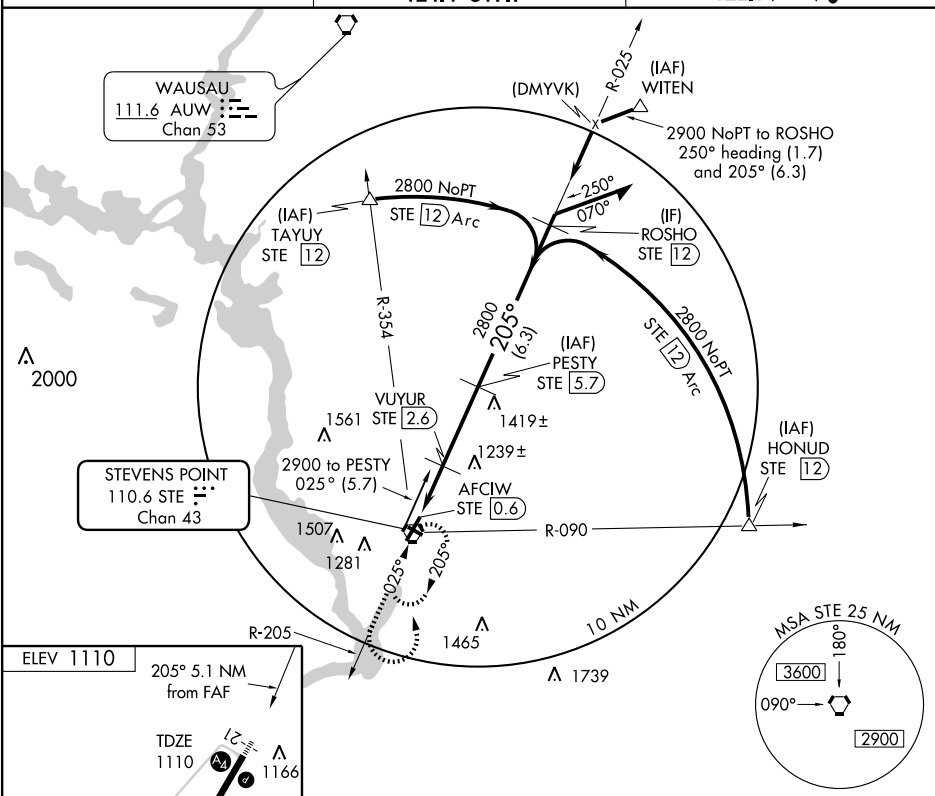 WAUSAU
111.6 AUW
Chan 53
R-025
(IAF)
WITEN
(DMYVK)
2900 NoPT to ROSHO
250° heading (1.7)
and 205° (6.3)
2800 NoPT
STE 12 Arc
(IAF)
TAYUY
STE 12
250°
070°
(IF)
ROSHO
STE 12
R-354
2800
205°
(6.3)
2800 NoPT
STE 12 Arc
(IAF)
PESTY
STE 5.7
2000
VUYUR
STE 2.6
1419±
1561
1239±
2900 to PESTY
025° (5.7)
(IAF)
HONUD
STE 12
STEVENS POINT
110.6 STE
Chan 43
AFCIW
STE 0.6
R-090
1507
1281
025°
205°
10 NM
R-205
1465
1739
MSA STE 25 NM
180°
3600
090°
2900
ELEV 1110
205° 5.1 NM
from FAF
21
TDZE
1110
A4
P
1166